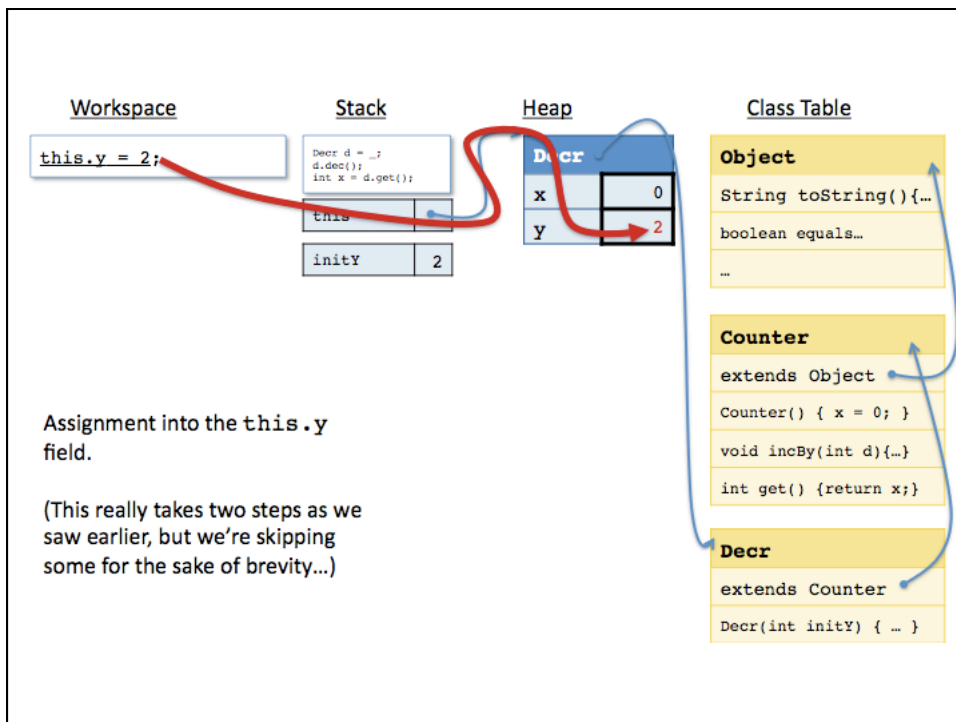 Workspace
Stack
Heap
Class Table
this.y = 2;
Decr d = _;
d.dec();
int x = d.get();
this
initY 2
Decr
x 0
y 2
Object
String toString(){…
boolean equals…
…
Counter
extends Object
Counter() { x = 0; }
void incBy(int d){…}
int get() {return x;}
Decr
extends Counter
Decr(int initY) { … }
Assignment into the this.y
field.
(This really takes two steps as we
saw earlier, but we’re skipping
some for the sake of brevity…)